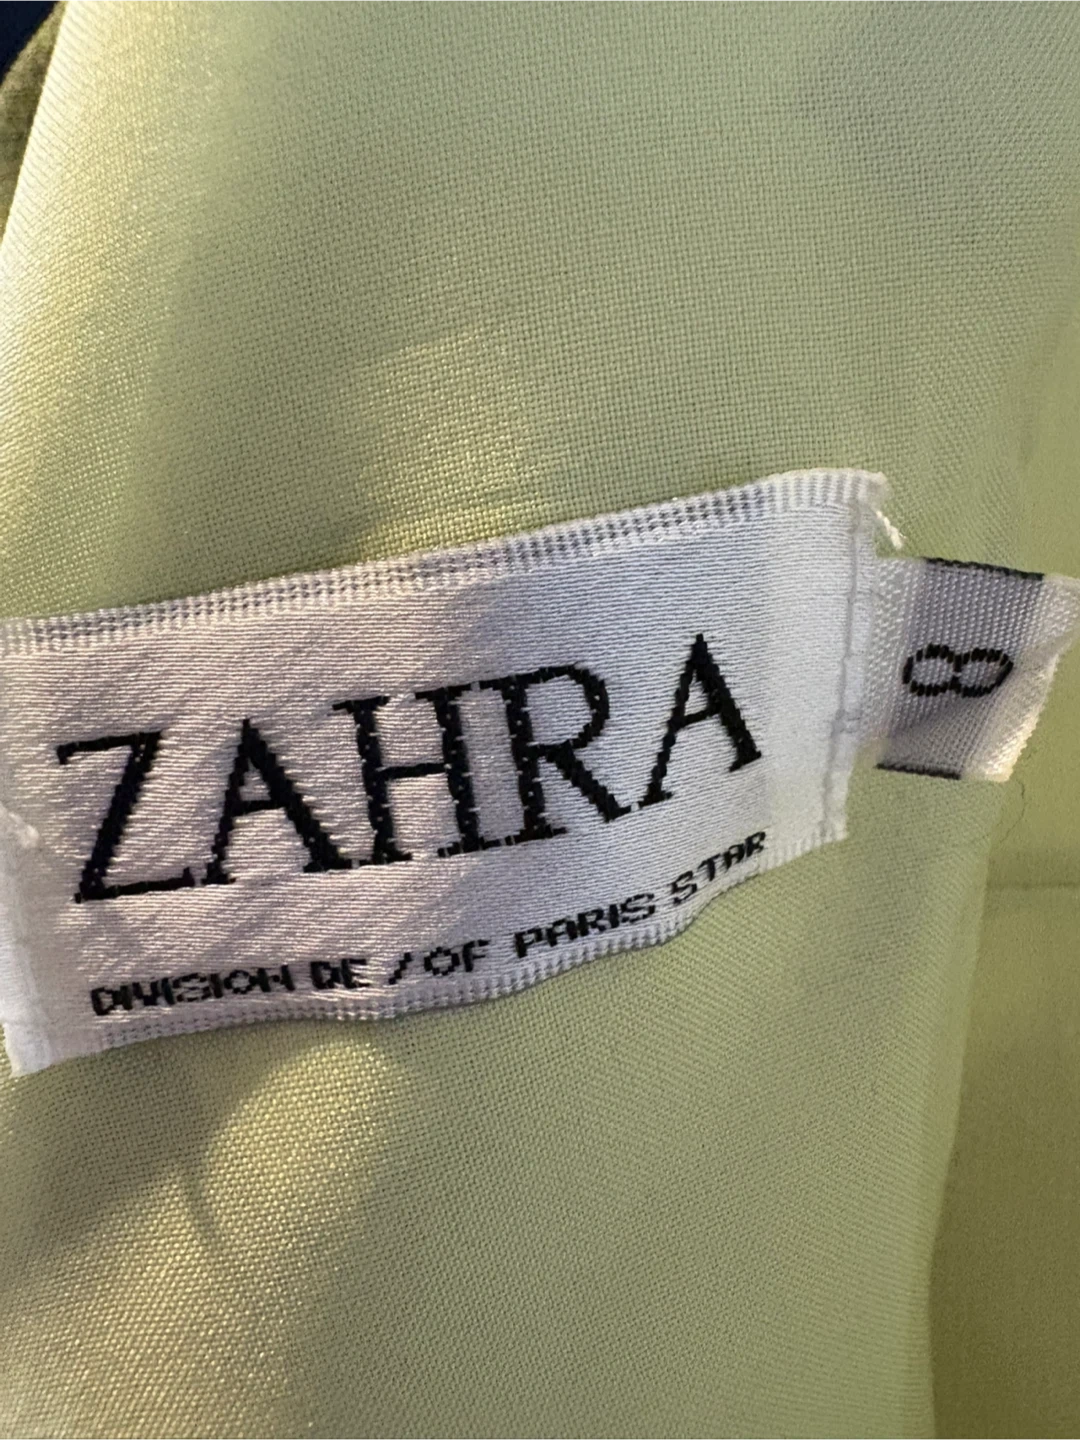 ZAHRA
DIVISION DE / OF PARIS STAR
8